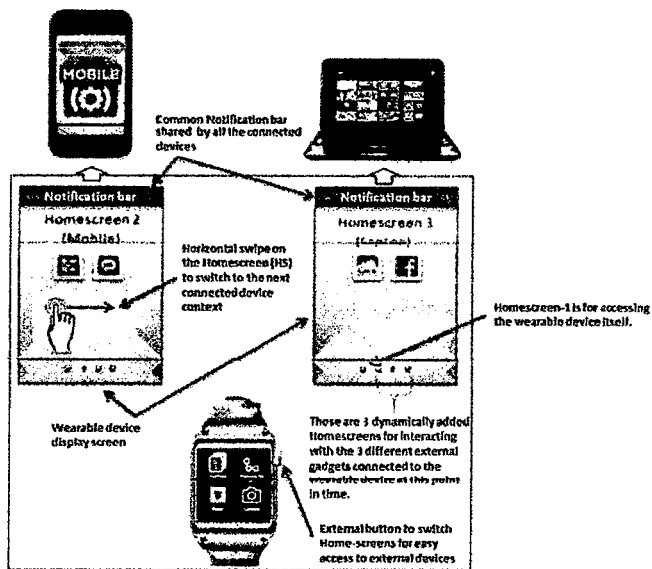 MOBILE
Common Notification bar
shared by all the connected
devices
Notification bar
Homescreen 2
(Mobile)
Horizontal swipe on
the Homescreen (HS)
to switch to the next
connected device
context
Notification bar
Homescreen 3
(Laptop)
Homescreen-1 is for accessing
the wearable device itself.
Wearable device
display screen
These are 3 dynamically added
Homescreens for interacting
with the 3 different external
gadgets connected to the
wearable device at this point
in time.
External button to switch
Home-screens for easy
access to external devices